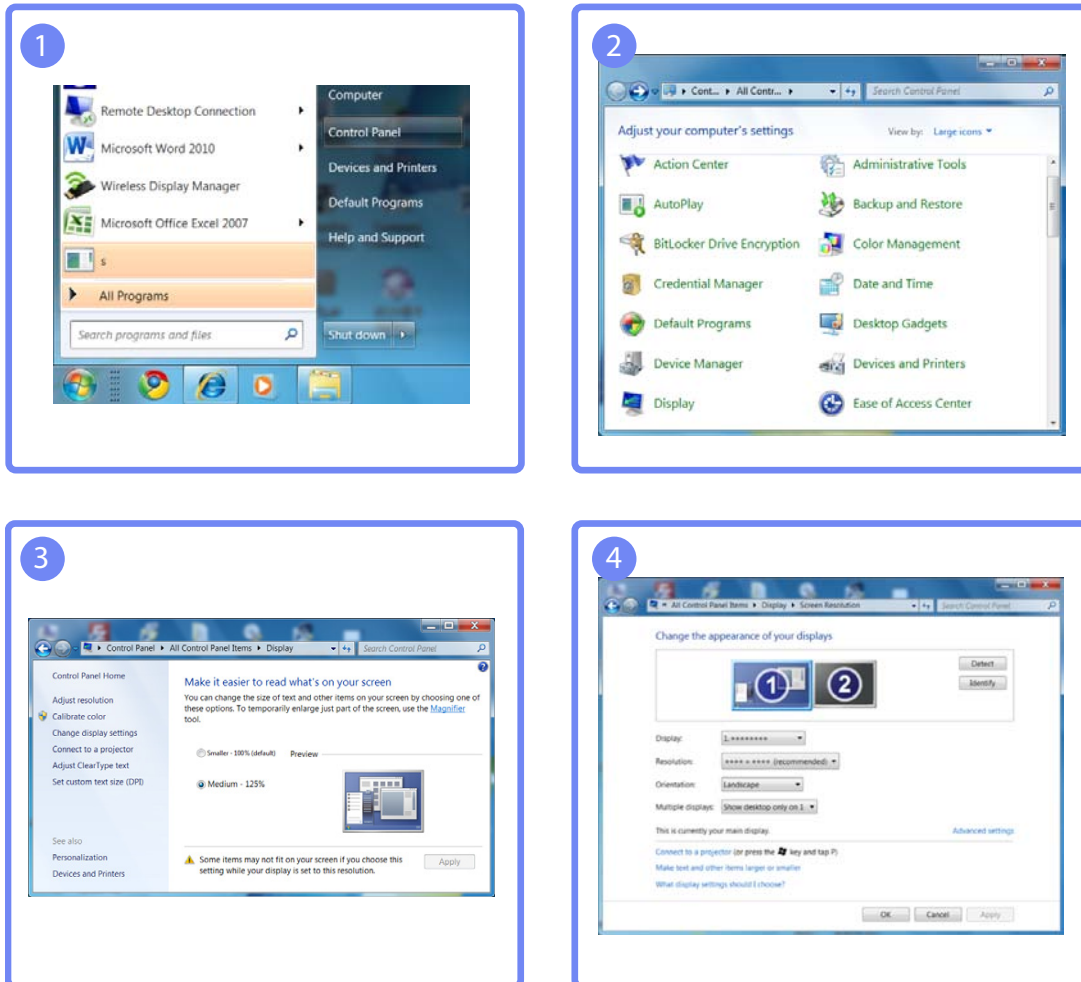 1
Remote Desktop Connection
Microsoft Word 2010
Wireless Display Manager
Microsoft Office Excel 2007
s
All Programs
Search programs and files
Computer
Control Panel
Devices and Printers
Default Programs
Help and Support
Shut down
2
Cont... All Contr...
Search Control Panel
Adjust your computer's settings
View by: Large icons
Action Center
Administrative Tools
AutoPlay
Backup and Restore
BitLocker Drive Encryption
Color Management
Credential Manager
Date and Time
Default Programs
Desktop Gadgets
Device Manager
Devices and Printers
Display
Ease of Access Center
3
Control Panel All Control Panel Items Display
Search Control Panel
Control Panel Home
Adjust resolution
Calibrate color
Change display settings
Connect to a projector
Adjust ClearType text
Set custom text size (DPI)
See also
Personalization
Devices and Printers
Make it easier to read what's on your screen
You can change the size of text and other items on your screen by choosing one of
these options. To temporarily enlarge just part of the screen, use the Magnifier
tool.
Smaller - 100% (default) Preview
Medium - 125%
Some items may not fit on your screen if you choose this
setting while your display is set to this resolution.
Apply
4
All Control Panel Items Display Screen Resolution
Search Control Panel
Change the appearance of your displays
1 2
Detect
Identify
Display: 1.********
Resolution: **** × **** (recommended)
Orientation: Landscape
Multiple displays: Show desktop only on 1
This is currently your main display.
Advanced settings
Connect to a projector (or press the key and tap P)
Make text and other items larger or smaller
What display settings should I choose?
OK Cancel Apply